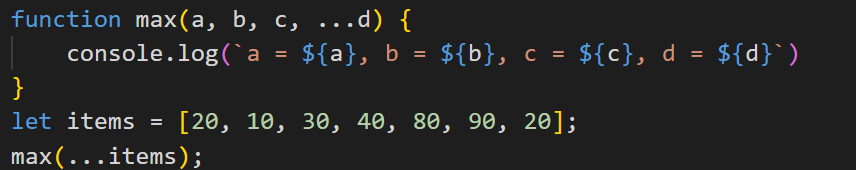 function max(a, b, c, ...d) {
    console.log(`a = ${a}, b = ${b}, c = ${c}, d = ${d}`)
}
let items = [20, 10, 30, 40, 80, 90, 20];
max(...items);